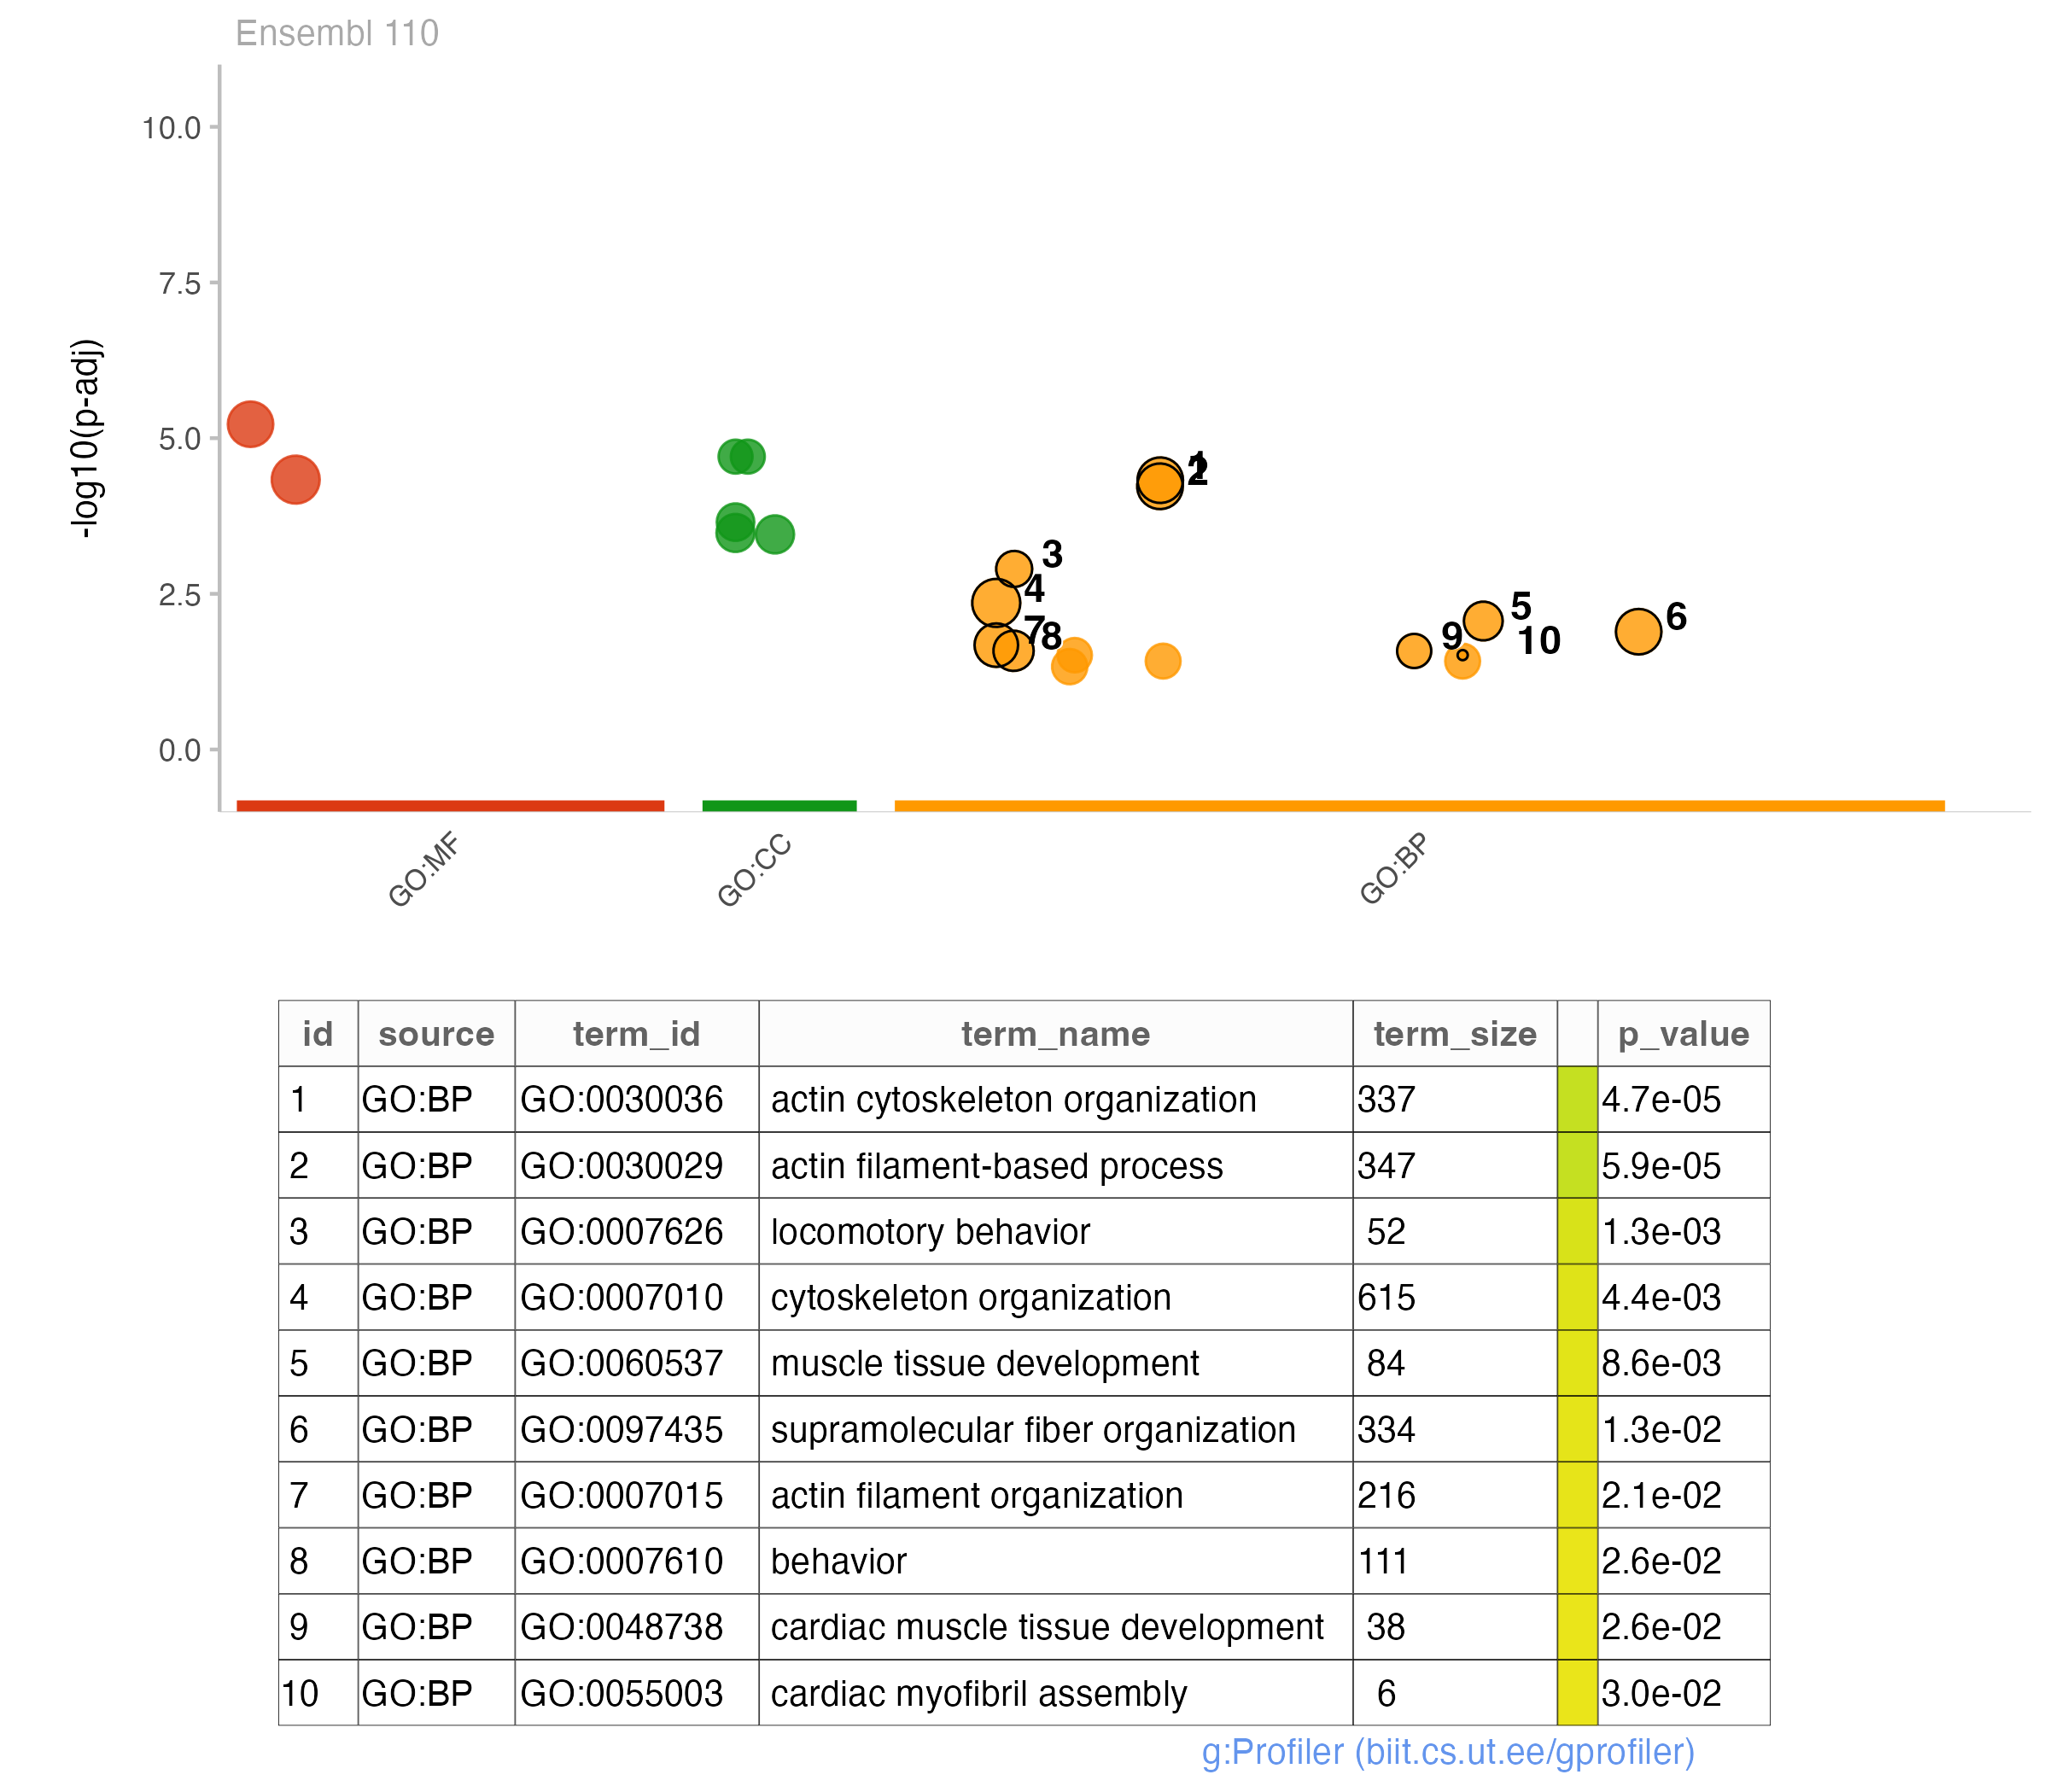 Ensembl 110
10.0
7.5
5.0
2.5
0.0
-log10(p-adj)
1
2
3
4
5
6
7
8
9
10
GO:MF
GO:CC
GO:BP
id source term_id term_name term_size p_value
1 GO:BP GO:0030036 actin cytoskeleton organization 337 4.7e-05
2 GO:BP GO:0030029 actin filament-based process 347 5.9e-05
3 GO:BP GO:0007626 locomotory behavior 52 1.3e-03
4 GO:BP GO:0007010 cytoskeleton organization 615 4.4e-03
5 GO:BP GO:0060537 muscle tissue development 84 8.6e-03
6 GO:BP GO:0097435 supramolecular fiber organization 334 1.3e-02
7 GO:BP GO:0007015 actin filament organization 216 2.1e-02
8 GO:BP GO:0007610 behavior 111 2.6e-02
9 GO:BP GO:0048738 cardiac muscle tissue development 38 2.6e-02
10 GO:BP GO:0055003 cardiac myofibril assembly 6 3.0e-02
g:Profiler (biit.cs.ut.ee/gprofiler)